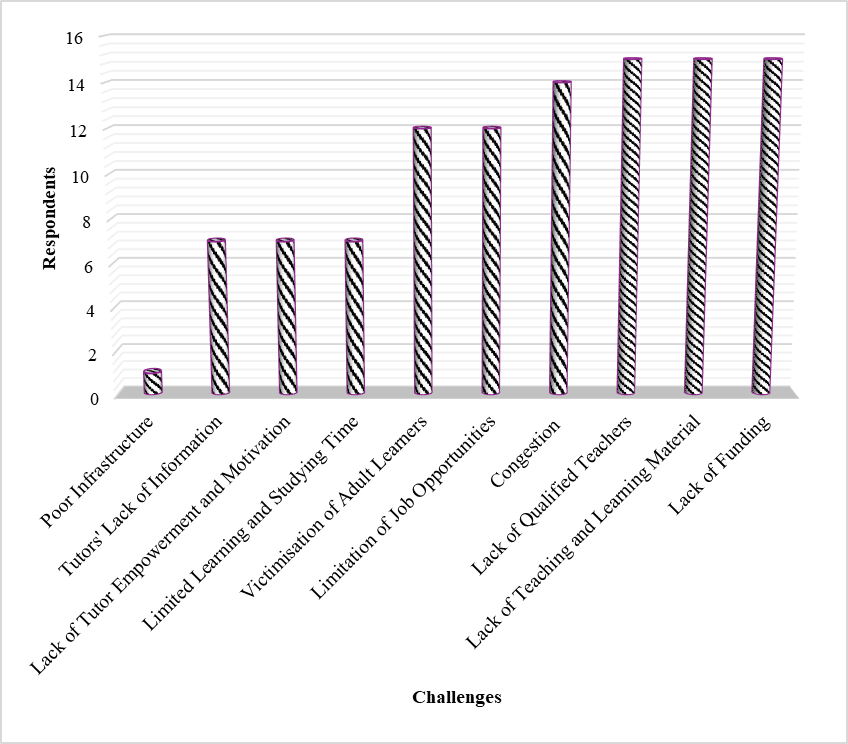 16
14
12
10
8
6
4
2
0
Respondents
Poor Infrastructure
Tutors' Lack of Information
Lack of Tutor Empowerment and Motivation
Limited Learning and Studying Time
Victimisation of Adult Learners
Limitation of Job Opportunities
Congestion
Lack of Qualified Teachers
Lack of Teaching and Learning Material
Lack of Funding
Challenges